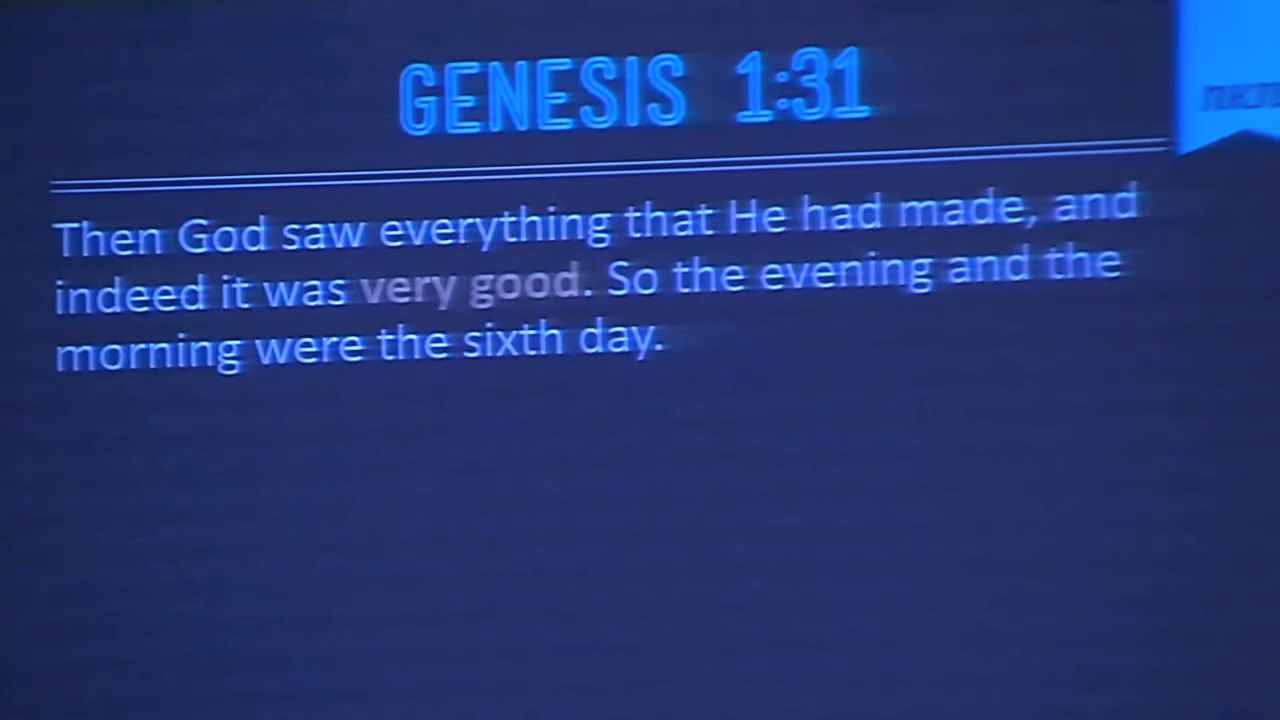 GENESIS 1:31
Then God saw everything that He had made, and
indeed it was very good. So the evening and the
morning were the sixth day.